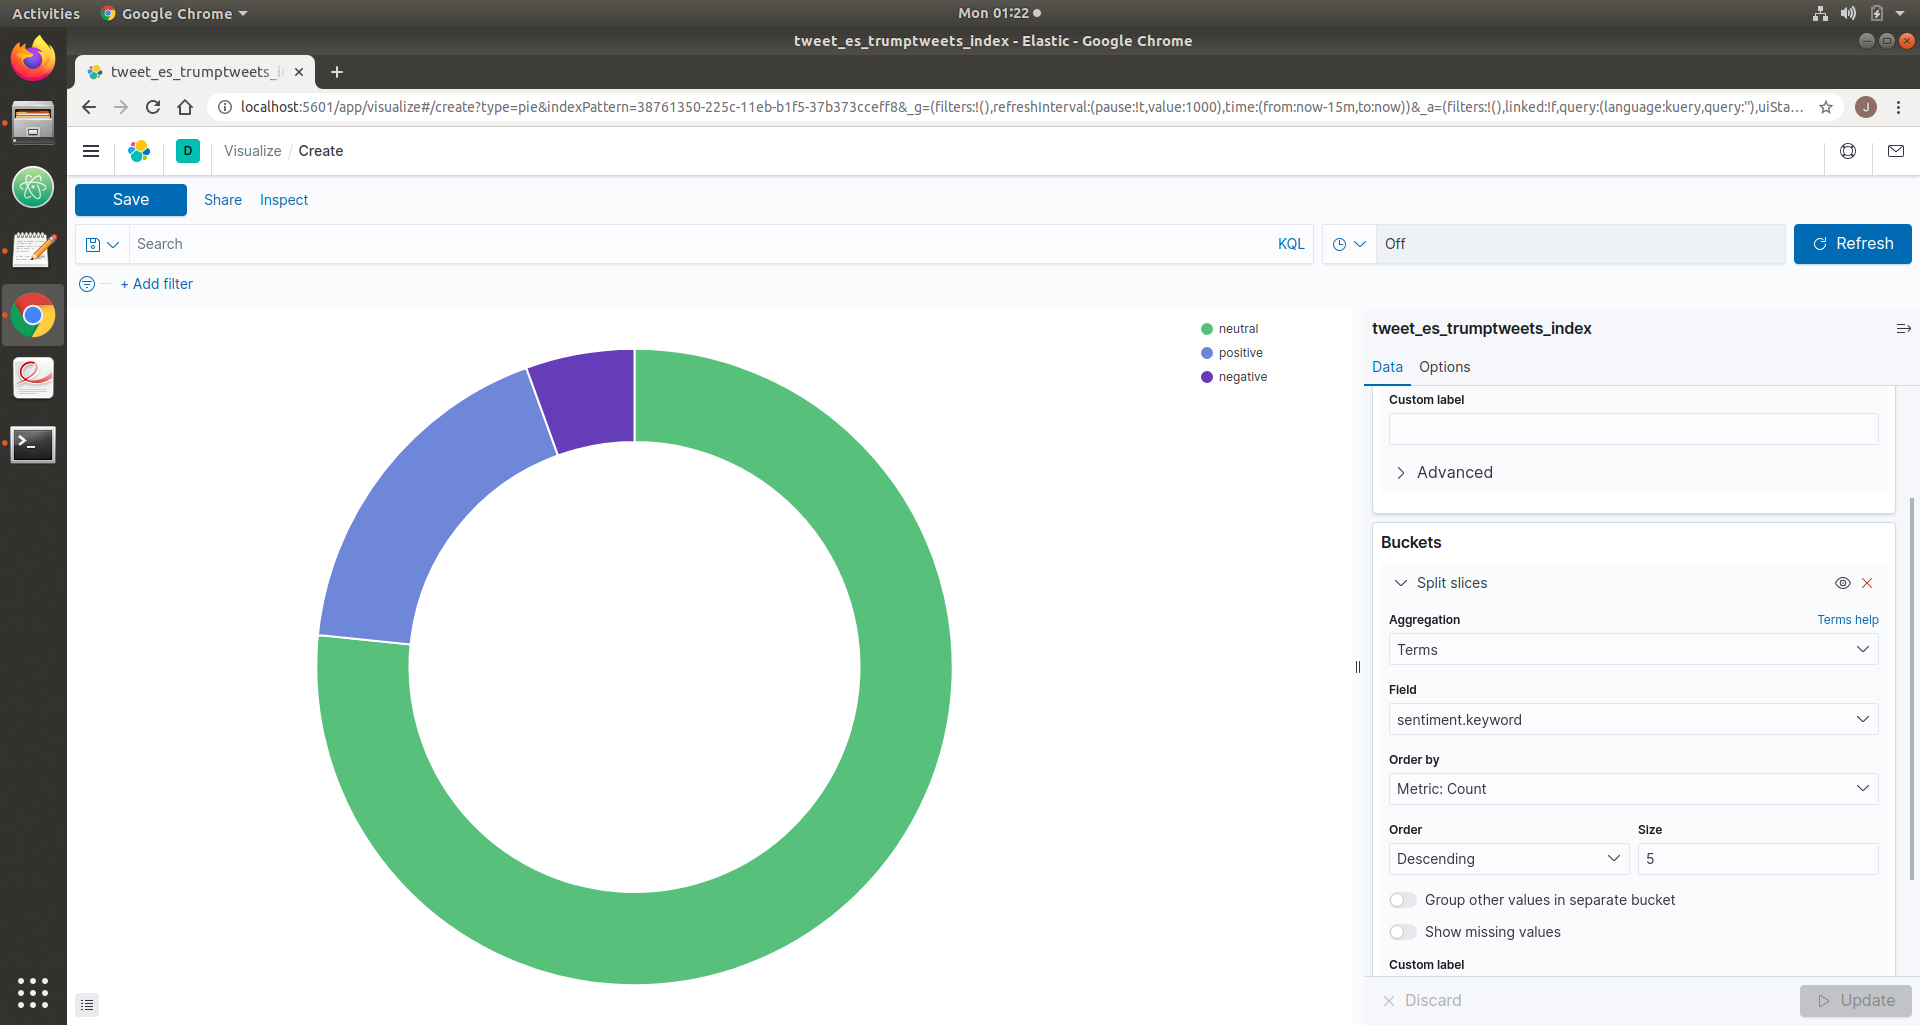 Activities
Google Chrome
Mon 01:22
tweet_es_trumptweets_index - Elastic - Google Chrome
tweet_es_trumptweets_i
localhost:5601/app/visualize#/create?type=pie&indexPattern=38761350-225c-11eb-b1f5-37b373cceff8&_g=(filters:!(),refreshInterval:(pause:!t,value:1000),time:(from:now-15m,to:now))&_a=(filters:!(),linked:!f,query:(language:kuery,query:''),uiSta...
J
D
Visualize / Create
Save
Share
Inspect
Search
KQL
Off
Refresh
+ Add filter
neutral
positive
negative
tweet_es_trumptweets_index
Data
Options
Custom label
Advanced
Buckets
Split slices
Aggregation
Terms help
Terms
Field
sentiment.keyword
Order by
Metric: Count
Order
Size
Descending
5
Group other values in separate bucket
Show missing values
Custom label
Discard
Update